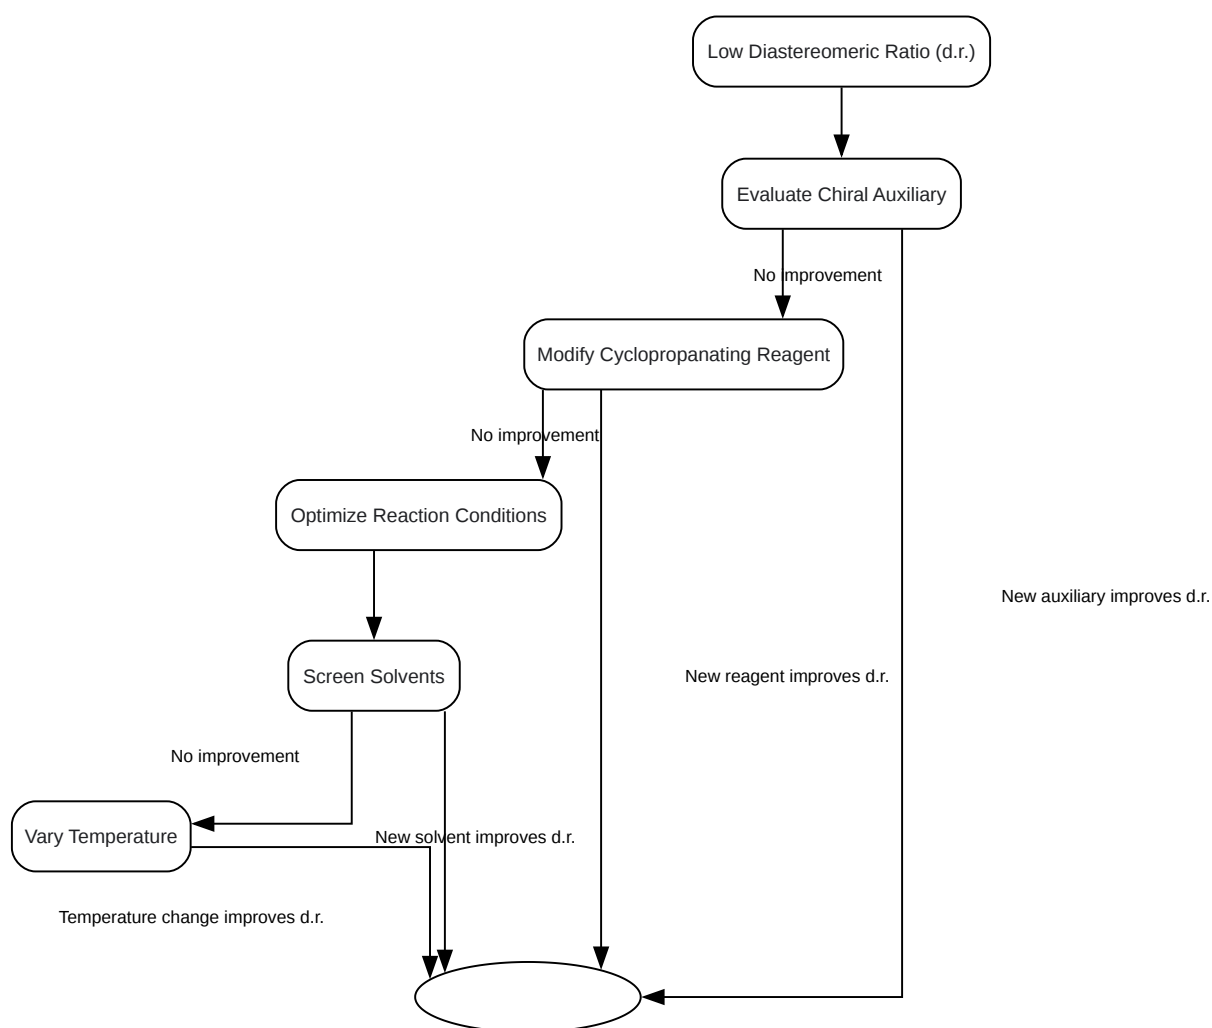 Low Diastereomeric Ratio (d.r.)
Evaluate Chiral Auxiliary
No improvement
Modify Cyclopropanating Reagent
No improvement
Optimize Reaction Conditions
New auxiliary improves d.r.
Screen Solvents
New reagent improves d.r.
No improvement
Vary Temperature
New solvent improves d.r.
Temperature change improves d.r.